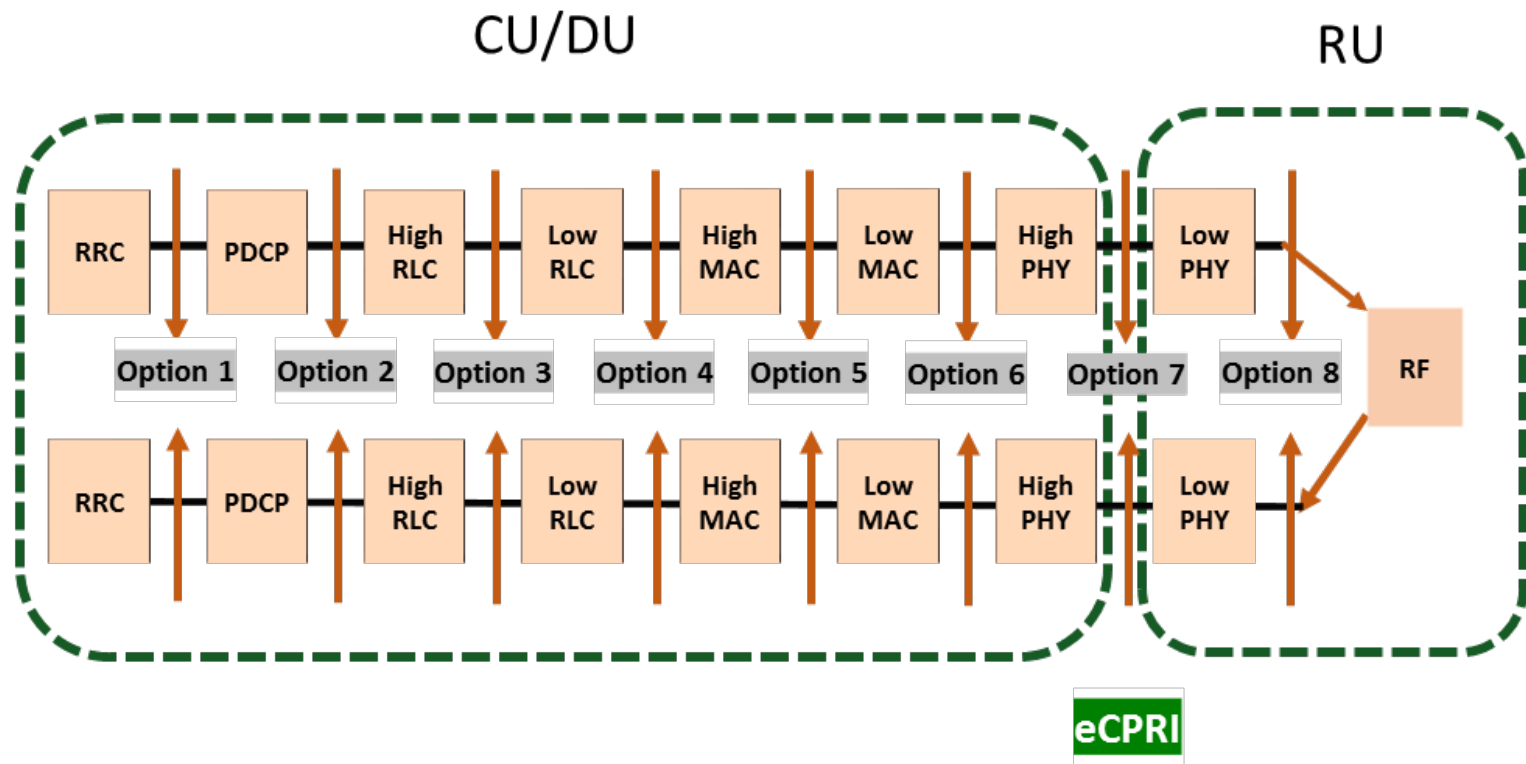 CU/DU
RU
RRC
PDCP
High
RLC
Low
RLC
High
MAC
Low
MAC
High
PHY
Low
PHY
Option 1
Option 2
Option 3
Option 4
Option 5
Option 6
Option 7
Option 8
RF
RRC
PDCP
High
RLC
Low
RLC
High
MAC
Low
MAC
High
PHY
Low
PHY
eCPRI